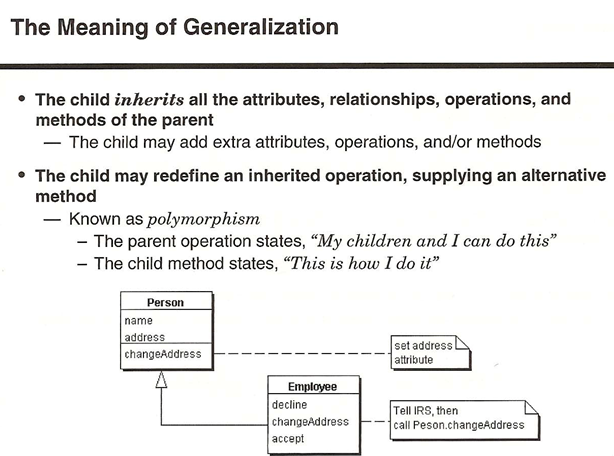 The Meaning of Generalization
• The child inherits all the attributes, relationships, operations, and
methods of the parent
— The child may add extra attributes, operations, and/or methods
• The child may redefine an inherited operation, supplying an alternative
method
— Known as polymorphism
– The parent operation states, “My children and I can do this”
– The child method states, “This is how I do it”
Person
name
address
changeAddress
set address
attribute
Employee
decline
changeAddress
accept
Tell IRS, then
call Peson.changeAddress